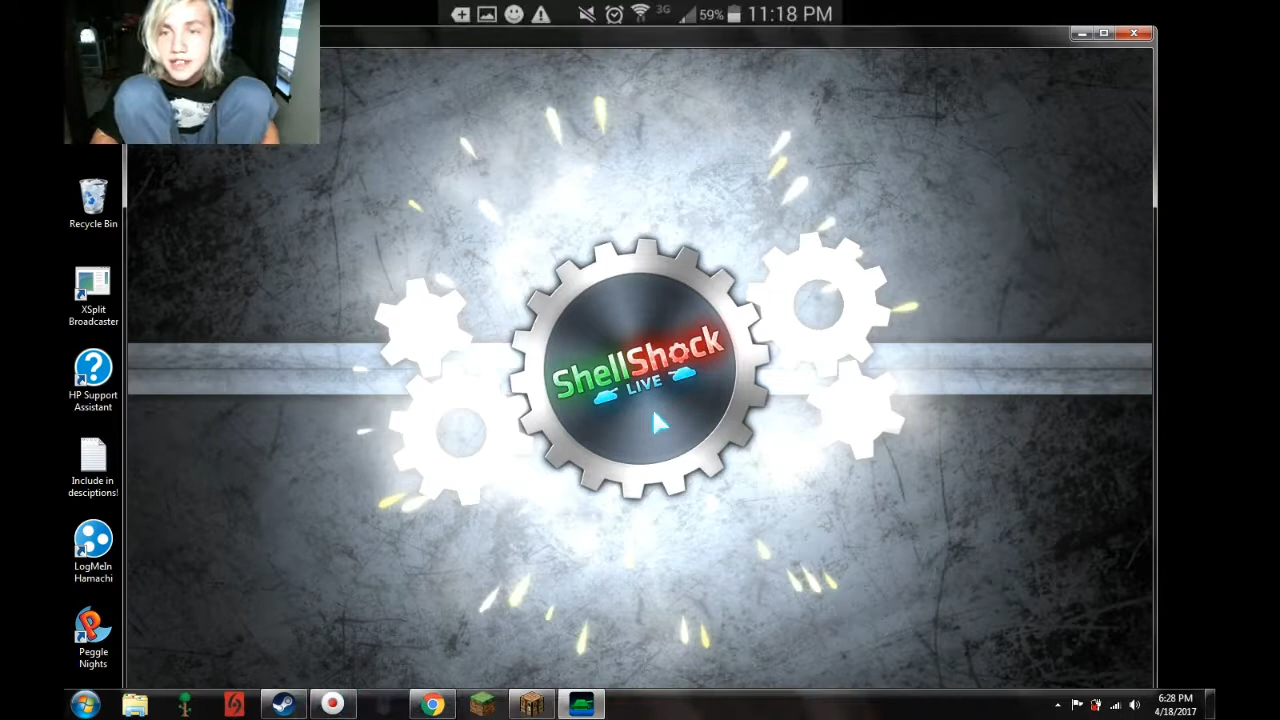 3G 59% 11:18 PM
Recycle Bin
XSplit
Broadcaster
HP Support
Assistant
Include in
desciptions!
LogMeIn
Hamachi
Peggle
Nights
ShellShock
LIVE
6:28 PM
4/18/2017